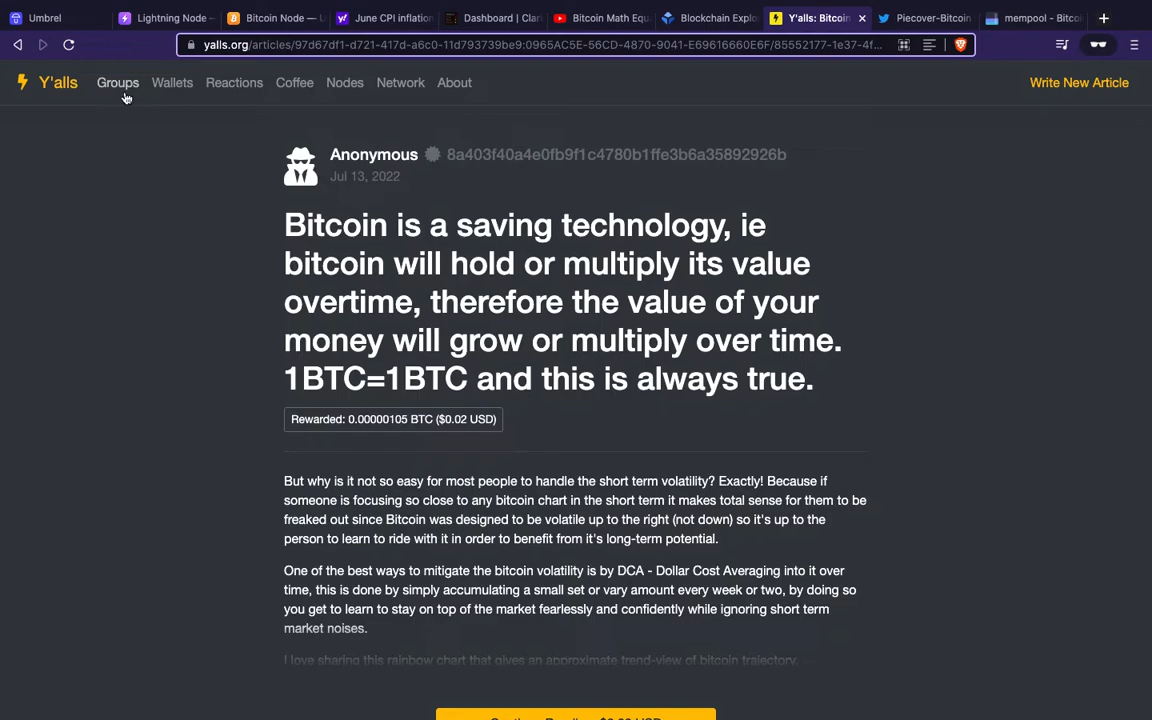 Umbrel
Lightning Node —
Bitcoin Node —
June CPI inflation
Dashboard | Clar
Bitcoin Math Equ
Blockchain Explo
Y'alls: Bitcoin
Piecover-Bitcoin
mempool - Bitco
yalls.org/articles/97d67df1-d721-417d-a6c0-11d793739be9:0965AC5E-56CD-4870-9041-E69616660E6F/85552177-1e37-4f...
Y'alls
Groups
Wallets
Reactions
Coffee
Nodes
Network
About
Write New Article
Anonymous 8a403f40a4e0fb9f1c4780b1ffe3b6a35892926b
Jul 13, 2022
Bitcoin is a saving technology, ie
bitcoin will hold or multiply its value
overtime, therefore the value of your
money will grow or multiply over time.
1BTC=1BTC and this is always true.
Rewarded: 0.00000105 BTC ($0.02 USD)
But why is it not so easy for most people to handle the short term volatility? Exactly! Because if
someone is focusing so close to any bitcoin chart in the short term it makes total sense for them to be
freaked out since Bitcoin was designed to be volatile up to the right (not down) so it's up to the
person to learn to ride with it in order to benefit from it's long-term potential.
One of the best ways to mitigate the bitcoin volatility is by DCA - Dollar Cost Averaging into it over
time, this is done by simply accumulating a small set or vary amount every week or two, by doing so
you get to learn to stay on top of the market fearlessly and confidently while ignoring short term
market noises.
I love sharing this rainbow chart that gives an approximate trend-view of bitcoin trajectory.